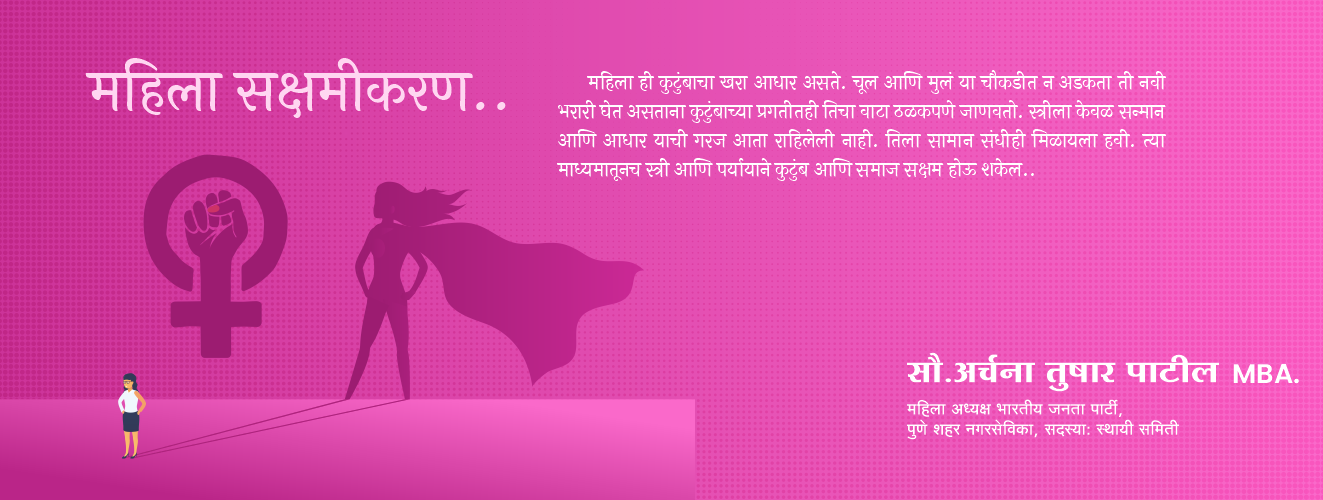 महिला सक्षमीकरण..
महिला ही कुटुंबाचा खरा आधार असते. चूल आणि मुलं या चौकडीत न अडकता ती नवी
भरारी घेत असताना कुटुंबाच्या प्रगतीतही तिचा वाटा ठळकपणे जाणवतो. स्त्रीला केवळ सन्मान
आणि आधार याची गरज आता राहिलेली नाही. तिला सामान संधीही मिळायला हवी. त्या
माध्यमातूनच स्त्री आणि पर्यायाने कुटुंब आणि समाज सक्षम होऊ शकेल..
सौ.अर्चना तुषार पाटील MBA.
महिला अध्यक्ष भारतीय जनता पार्टी,
पुणे शहर नगरसेविका, सदस्या: स्थायी समिती